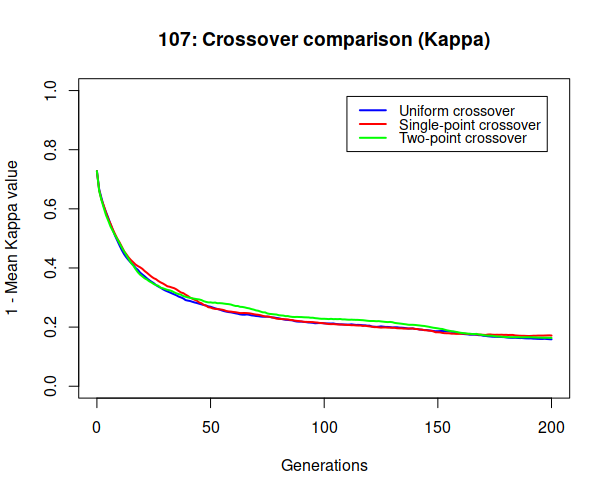 107: Crossover comparison (Kappa)
1 - Mean Kappa value
1.0
0.8
0.6
0.4
0.2
0.0
Uniform crossover
Single-point crossover
Two-point crossover
0 50 100 150 200
Generations